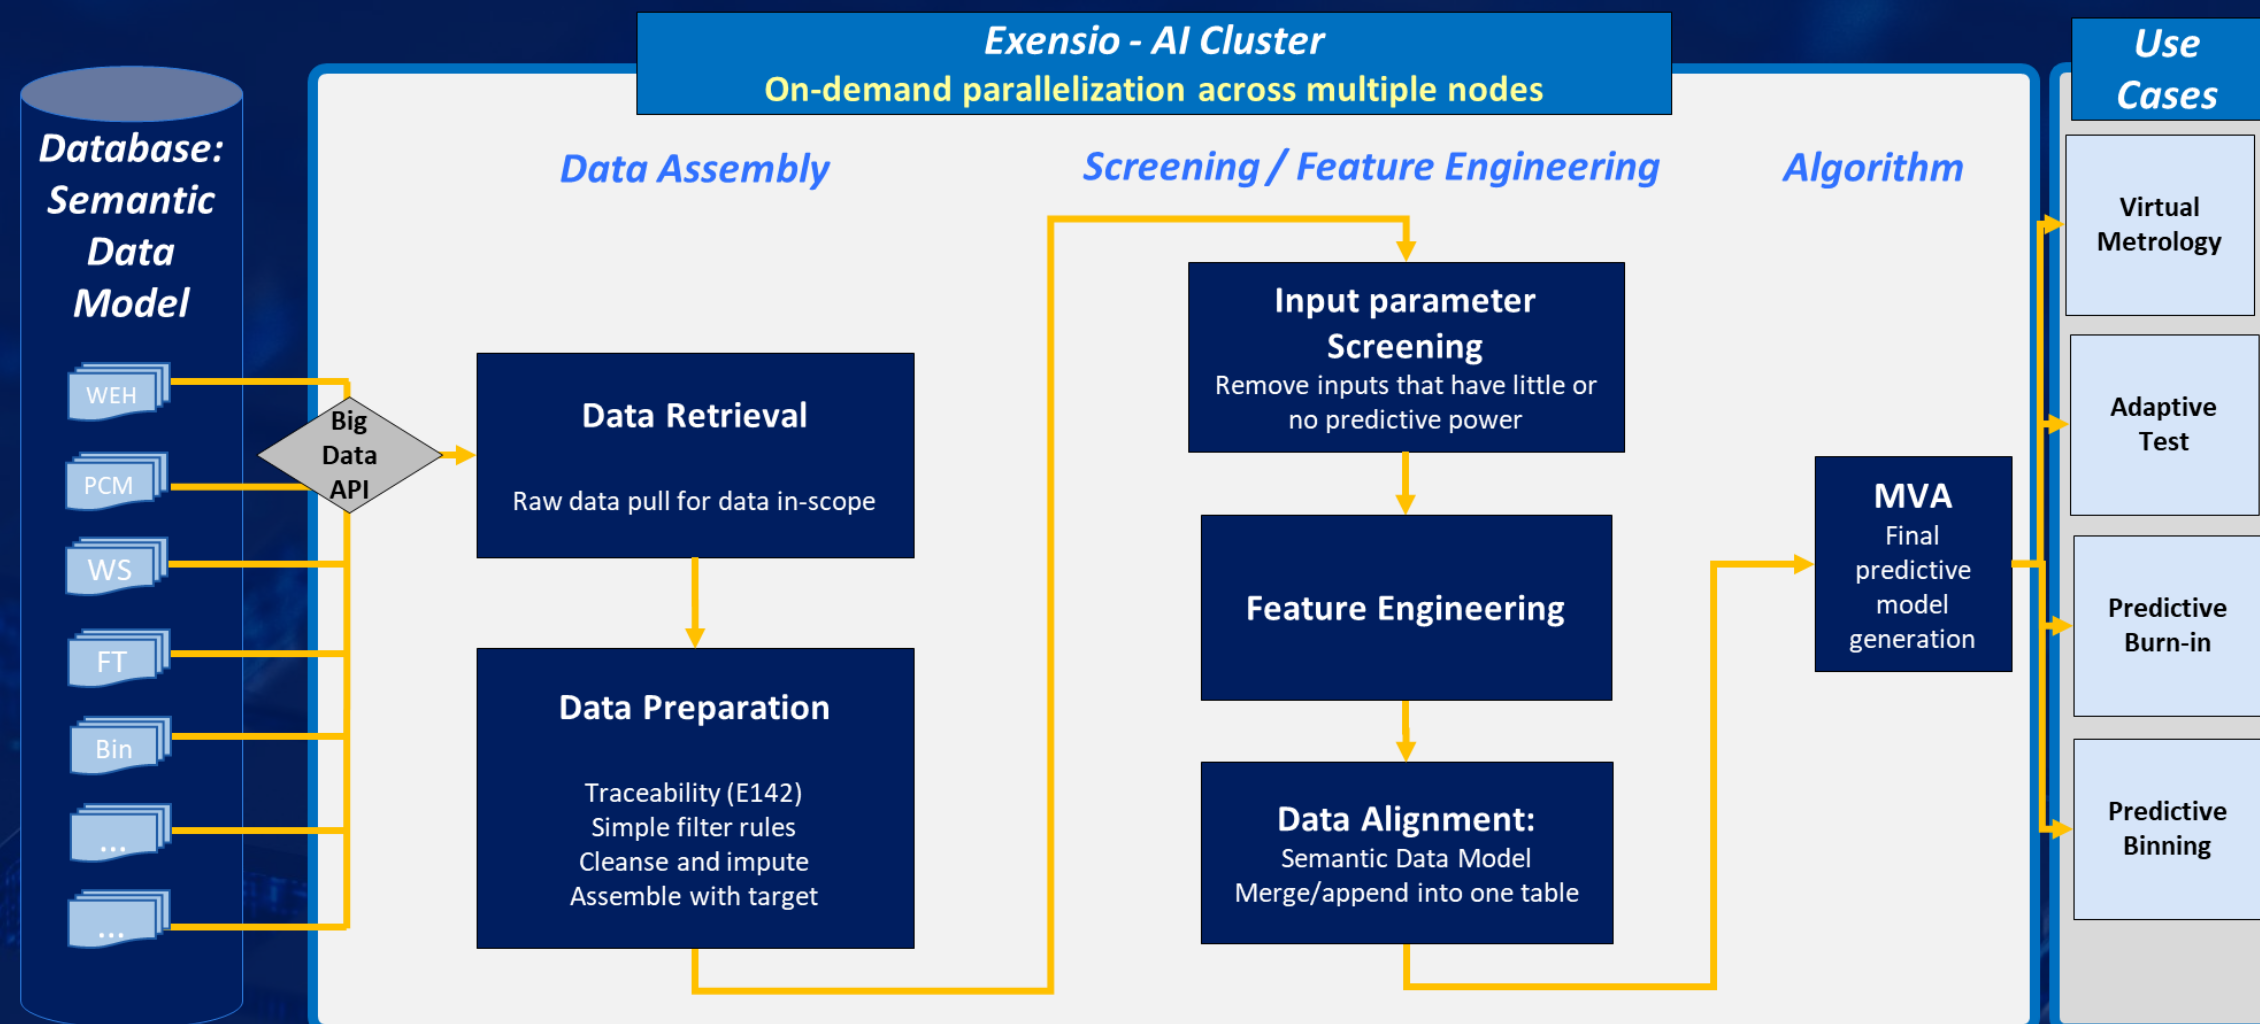 Exensio - AI Cluster
On-demand parallelization across multiple nodes
Use
Cases
Database:
Semantic
Data
Model
WEH
PCM
WS
FT
Bin
...
...
Big
Data
API
Data Assembly
Data Retrieval
Raw data pull for data in-scope
Data Preparation
Traceability (E142)
Simple filter rules
Cleanse and impute
Assemble with target
Screening / Feature Engineering
Input parameter
Screening
Remove inputs that have little or
no predictive power
Feature Engineering
Data Alignment:
Semantic Data Model
Merge/append into one table
Algorithm
MVA
Final
predictive
model
generation
Virtual
Metrology
Adaptive
Test
Predictive
Burn-in
Predictive
Binning